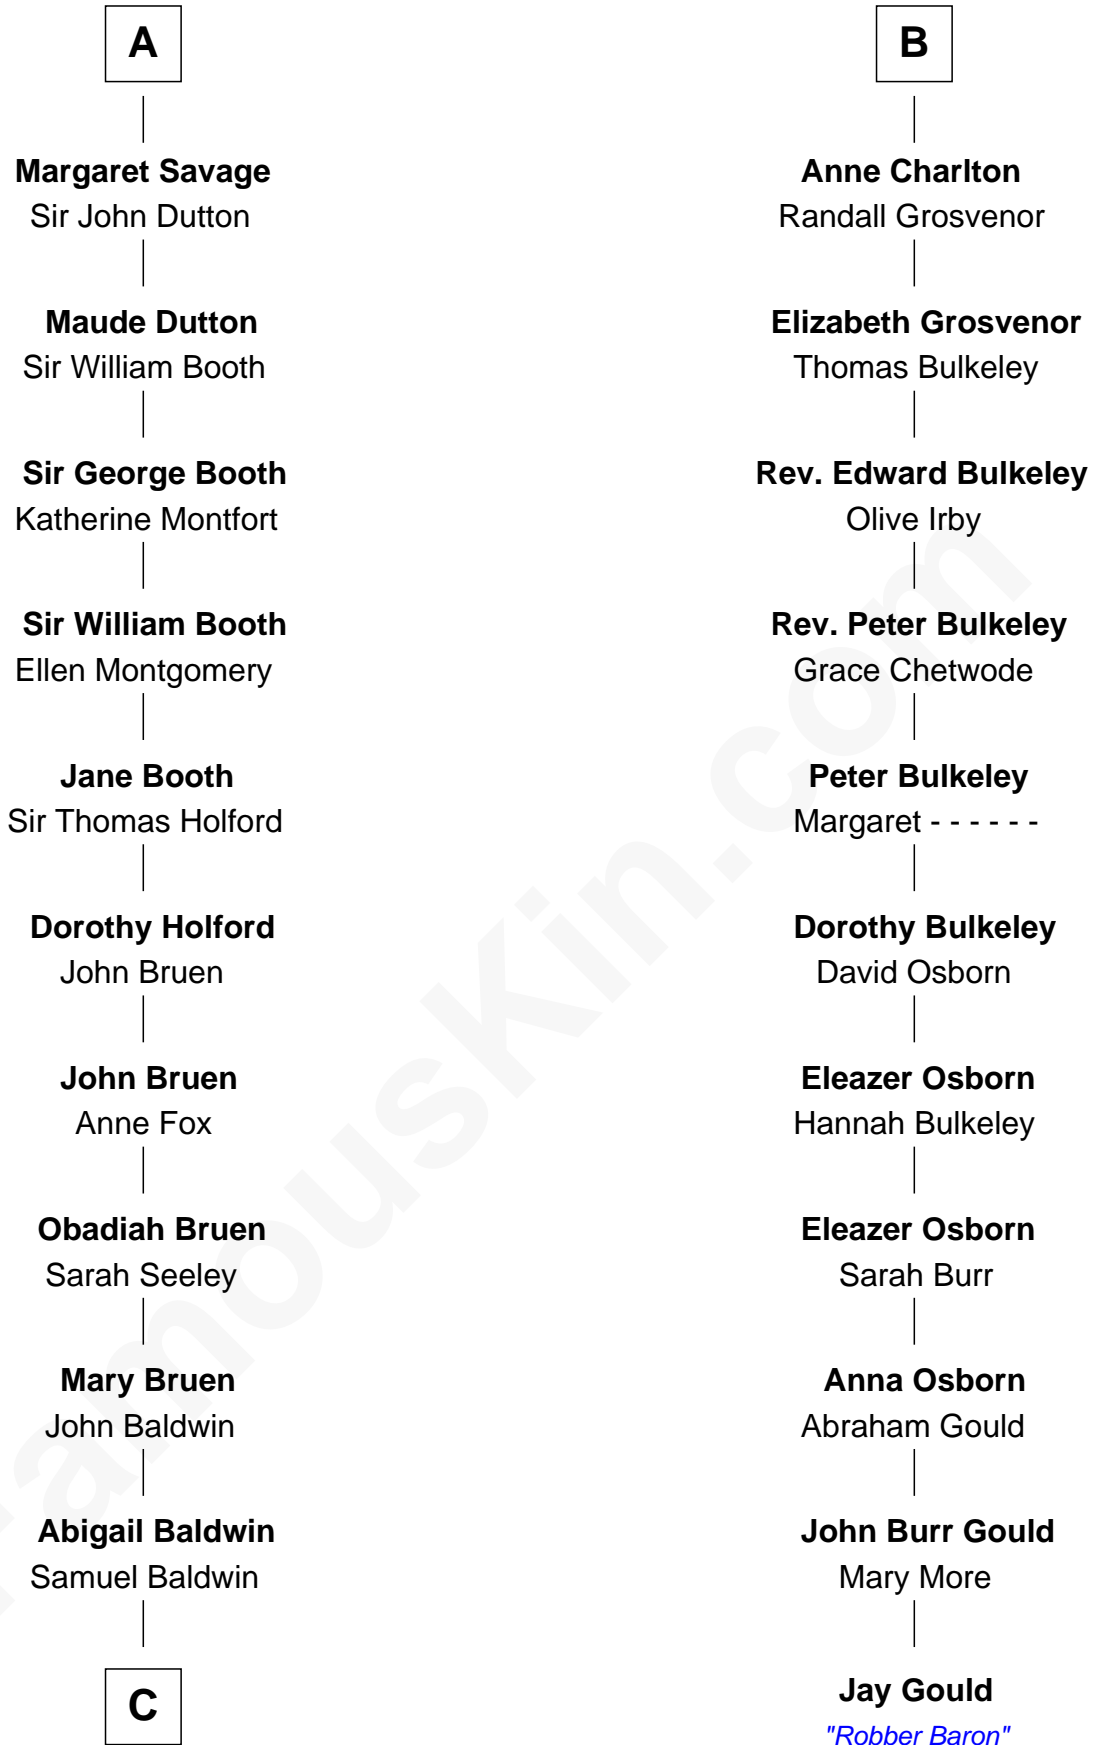 A
Margaret Savage
Sir John Dutton
Maude Dutton
Sir William Booth
Sir George Booth
Katherine Montfort
Sir William Booth
Ellen Montgomery
Jane Booth
Sir Thomas Holford
Dorothy Holford
John Bruen
John Bruen
Anne Fox
Obadiah Bruen
Sarah Seeley
Mary Bruen
John Baldwin
Abigail Baldwin
Samuel Baldwin
C
B
Anne Charlton
Randall Grosvenor
Elizabeth Grosvenor
Thomas Bulkeley
Rev. Edward Bulkeley
Olive Irby
Rev. Peter Bulkeley
Grace Chetwode
Peter Bulkeley
Margaret - - - - - -
Dorothy Bulkeley
David Osborn
Eleazer Osborn
Hannah Bulkeley
Eleazer Osborn
Sarah Burr
Anna Osborn
Abraham Gould
John Burr Gould
Mary More
Jay Gould
"Robber Baron"
FamousKin.com